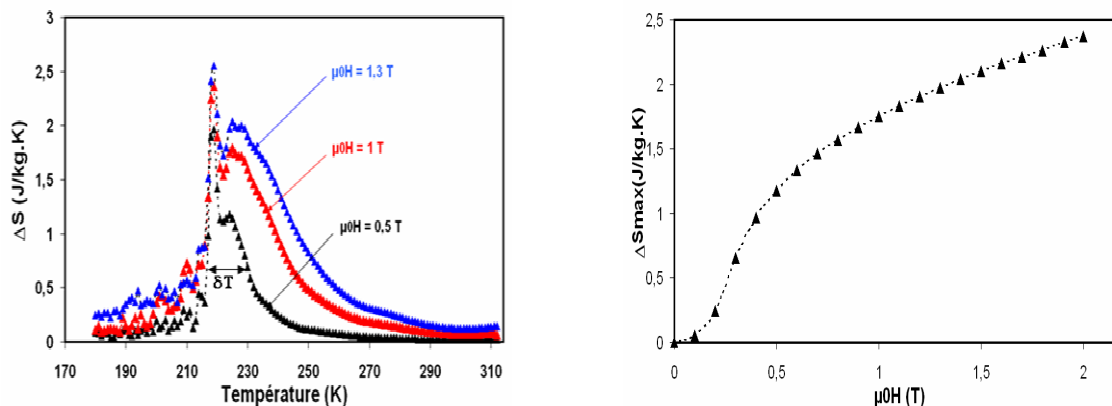 ΔS (J/kg.K)
3
2,5
2
1,5
1
0,5
0
µ0H = 1.3 T
µ0H = 1 T
µ0H = 0.5 T
δT
170 190 210 230 250 270 290 310
Température (K)
ΔSmax(J/kg.K)
2,5
2
1,5
1
0,5
0
0 0,5 1 1,5 2
µ0H (T)